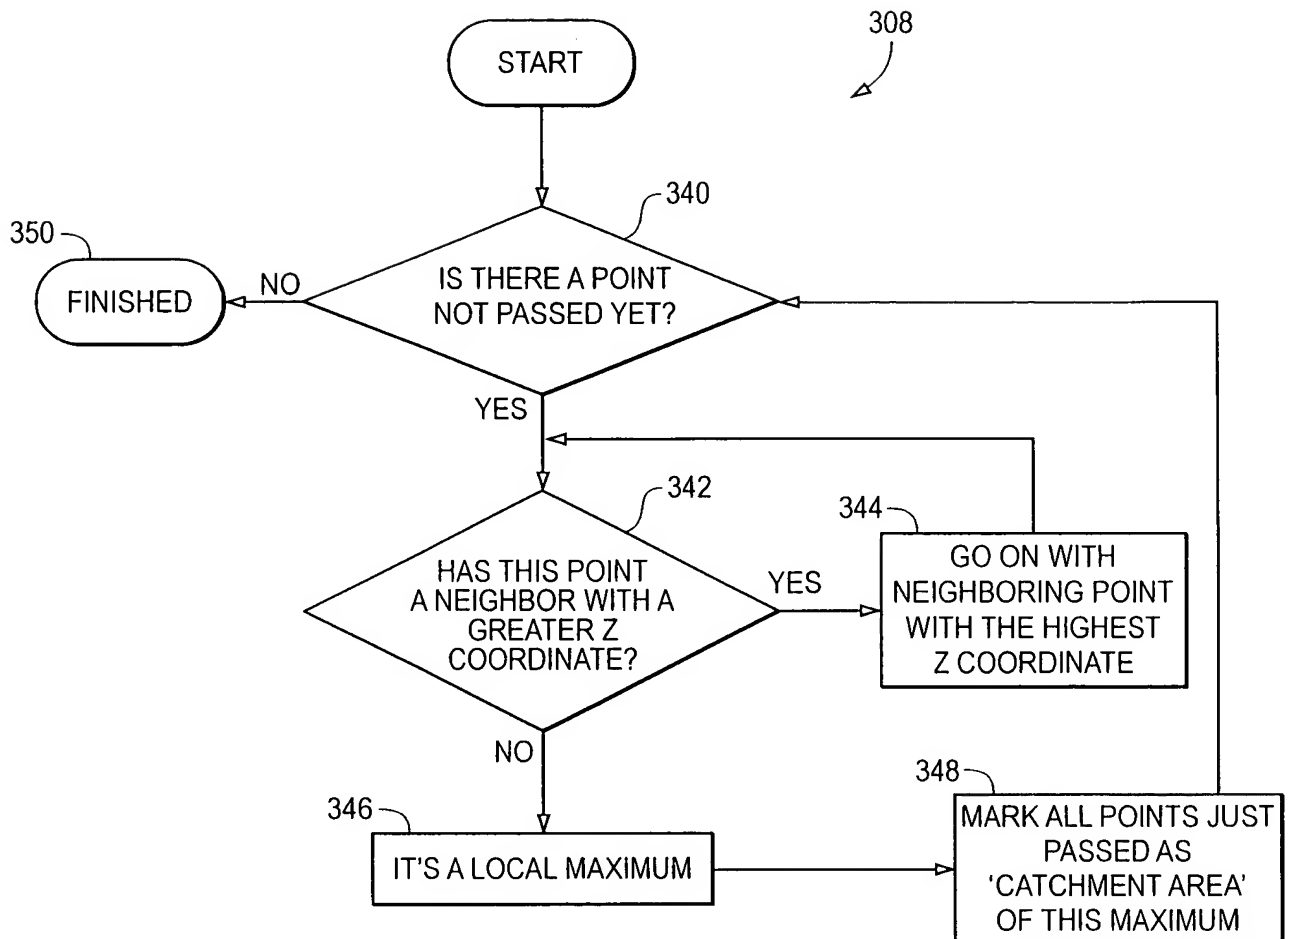 308
START
340
350
IS THERE A POINT
NOT PASSED YET?
NO
FINISHED
YES
342
344
HAS THIS POINT
A NEIGHBOR WITH A
GREATER Z
COORDINATE?
YES
GO ON WITH
NEIGHBORING POINT
WITH THE HIGHEST
Z COORDINATE
NO
346
IT'S A LOCAL MAXIMUM
348
MARK ALL POINTS JUST
PASSED AS
'CATCHMENT AREA'
OF THIS MAXIMUM